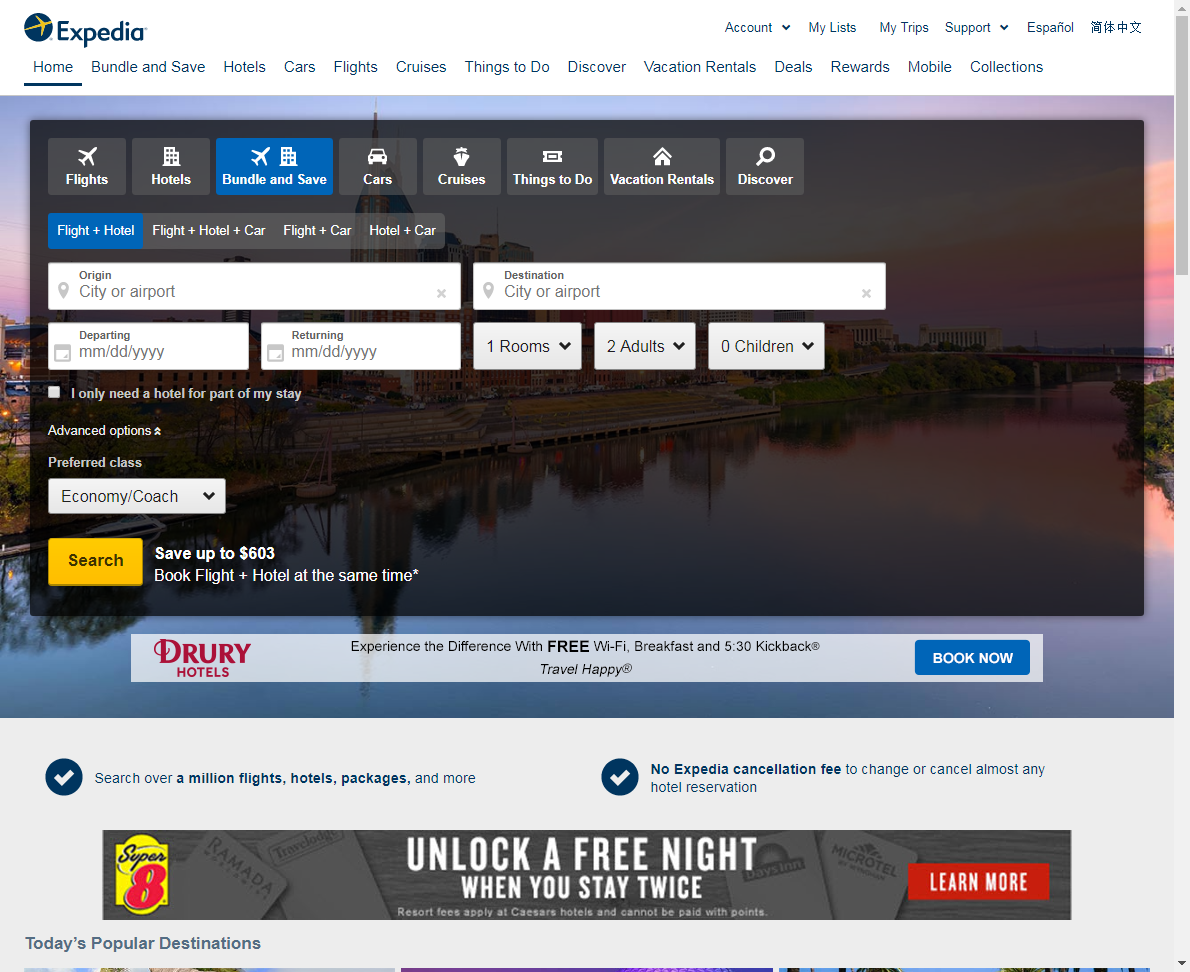 Expedia
Account My Lists My Trips Support Español 简体中文
Home Bundle and Save Hotels Cars Flights Cruises Things to Do Discover Vacation Rentals Deals Rewards Mobile Collections
Flights Hotels Bundle and Save Cars Cruises Things to Do Vacation Rentals Discover
Flight + Hotel Flight + Hotel + Car Flight + Car Hotel + Car
Origin Destination
City or airport × City or airport ×
Departing Returning
mm/dd/yyyy mm/dd/yyyy 1 Rooms 2 Adults 0 Children
I only need a hotel for part of my stay
Advanced options
Preferred class
Economy/Coach
Search Save up to $603
Book Flight + Hotel at the same time*
DRURY HOTELS
Experience the Difference With FREE Wi-Fi, Breakfast and 5:30 Kickback®
Travel Happy®
BOOK NOW
Search over a million flights, hotels, packages, and more
No Expedia cancellation fee to change or cancel almost any
hotel reservation
Super 8
RAMADA
Travelodge
UNLOCK A FREE NIGHT
WHEN YOU STAY TWICE
Resort fees apply at Caesars hotels and cannot be paid with points.
Days Inn
MICROTEL
LEARN MORE
Today's Popular Destinations